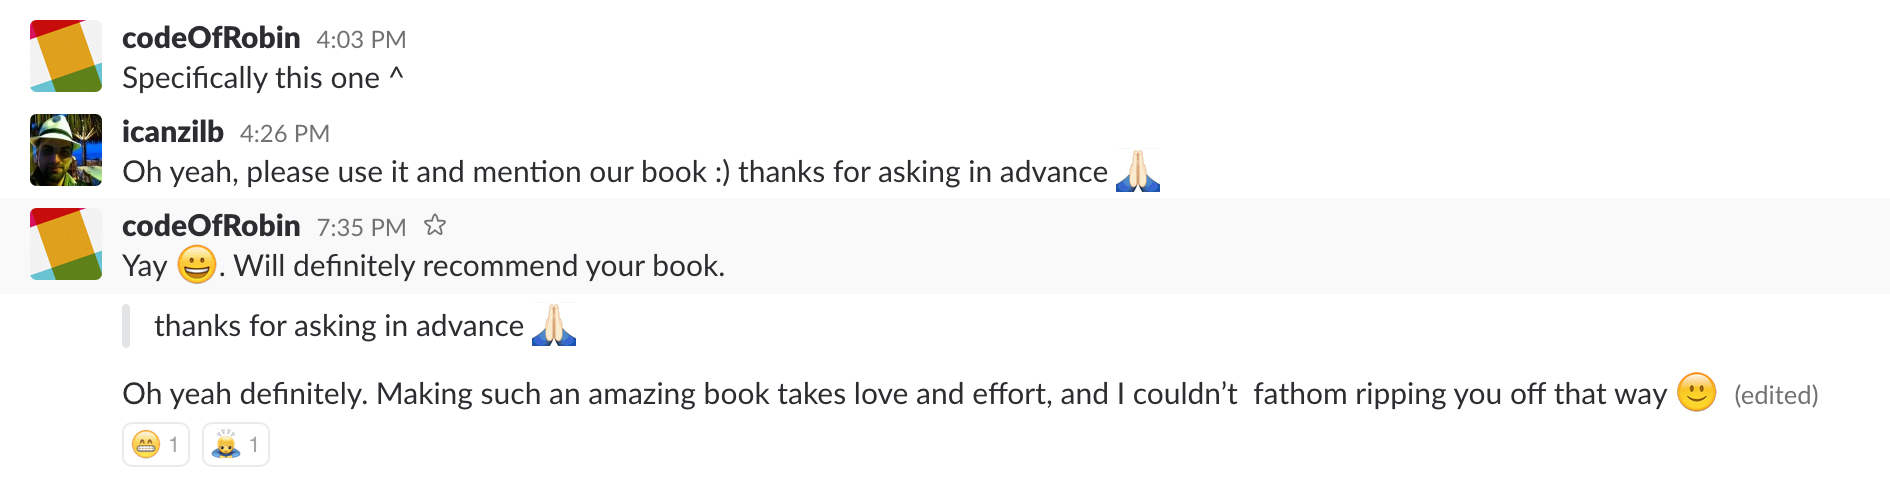 codeOfRobin 4:03 PM
Specifically this one ^
icanzilb 4:26 PM
Oh yeah, please use it and mention our book :) thanks for asking in advance 🙏🏻
codeOfRobin 7:35 PM ☆
Yay 😀. Will definitely recommend your book.
thanks for asking in advance 🙏🏻
Oh yeah definitely. Making such an amazing book takes love and effort, and I couldn’t  fathom ripping you off that way 🙂 (edited)
😁 1 🙇 1